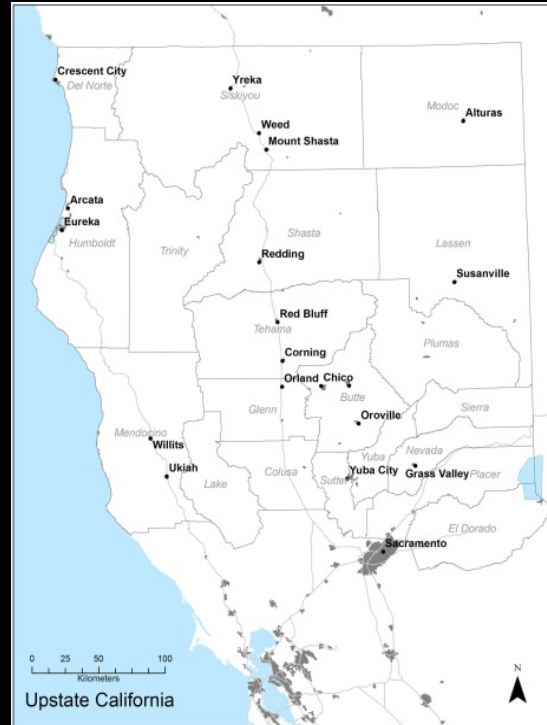 Crescent City
Del Norte
Yreka
Siskiyou
Modoc
Alturas
Weed
Mount Shasta
Arcata
Eureka
Humboldt
Trinity
Shasta
Lassen
Redding
Susanville
Red Bluff
Tehama
Plumas
Corning
Orland
Chico
Glenn
Butte
Sierra
Oroville
Mendocino
Willits
Yuba
Nevada
Ukiah
Lake
Colusa
Sutter
Yuba City
Grass Valley
Placer
El Dorado
Sacramento
0 25 50 100
Kilometers
N
Upstate California